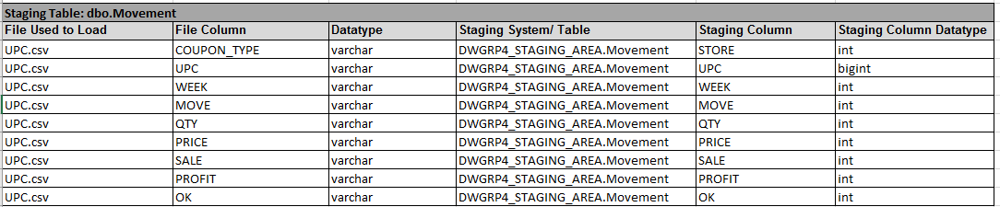 Staging Table: dbo.Movement
File Used to Load File Column Datatype Staging System/ Table Staging Column Staging Column Datatype
UPC.csv COUPON_TYPE varchar DWGRP4_STAGING_AREA.Movement STORE int
UPC.csv UPC varchar DWGRP4_STAGING_AREA.Movement UPC bigint
UPC.csv WEEK varchar DWGRP4_STAGING_AREA.Movement WEEK int
UPC.csv MOVE varchar DWGRP4_STAGING_AREA.Movement MOVE int
UPC.csv QTY varchar DWGRP4_STAGING_AREA.Movement QTY int
UPC.csv PRICE varchar DWGRP4_STAGING_AREA.Movement PRICE int
UPC.csv SALE varchar DWGRP4_STAGING_AREA.Movement SALE int
UPC.csv PROFIT varchar DWGRP4_STAGING_AREA.Movement PROFIT int
UPC.csv OK varchar DWGRP4_STAGING_AREA.Movement OK int